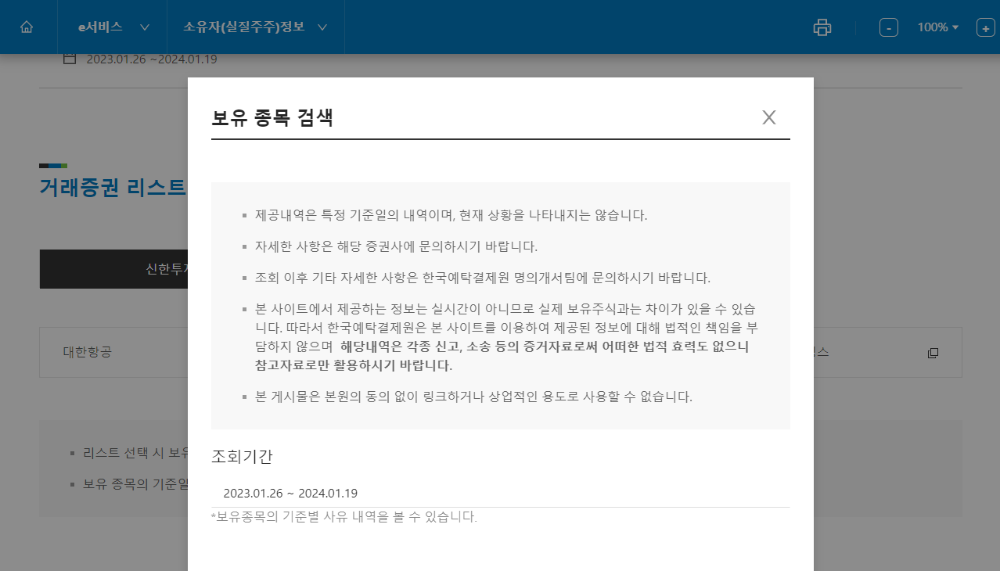 e서비스
소유자(실질주주)정보
-
100%
+
2023.01.26 ~2024.01.19
보유 종목 검색
X
거래증권 리스트
제공내역은 특정 기준일의 내역이며, 현재 상황을 나타내지는 않습니다.
자세한 사항은 해당 증권사에 문의하시기 바랍니다.
신한투자
조회 이후 기타 자세한 사항은 한국예탁결제원 명의개서팀에 문의하시기 바랍니다.
본 사이트에서 제공하는 정보는 실시간이 아니므로 실제 보유주식과는 차이가 있을 수 있습
니다. 따라서 한국예탁결제원은 본 사이트를 이용하여 제공된 정보에 대해 법적인 책임을 부
담하지 않으며 해당내역은 각종 신고, 소송 등의 증거자료로써 어떠한 법적 효력도 없으니
참고자료로만 활용하시기 바랍니다.
대한항공
스
본 게시물은 본원의 동의 없이 링크하거나 상업적인 용도로 사용할 수 없습니다.
리스트 선택 시 보유
조회기간
보유 종목의 기준일
2023.01.26 ~ 2024.01.19
*보유종목의 기준별 사유 내역을 볼 수 있습니다.